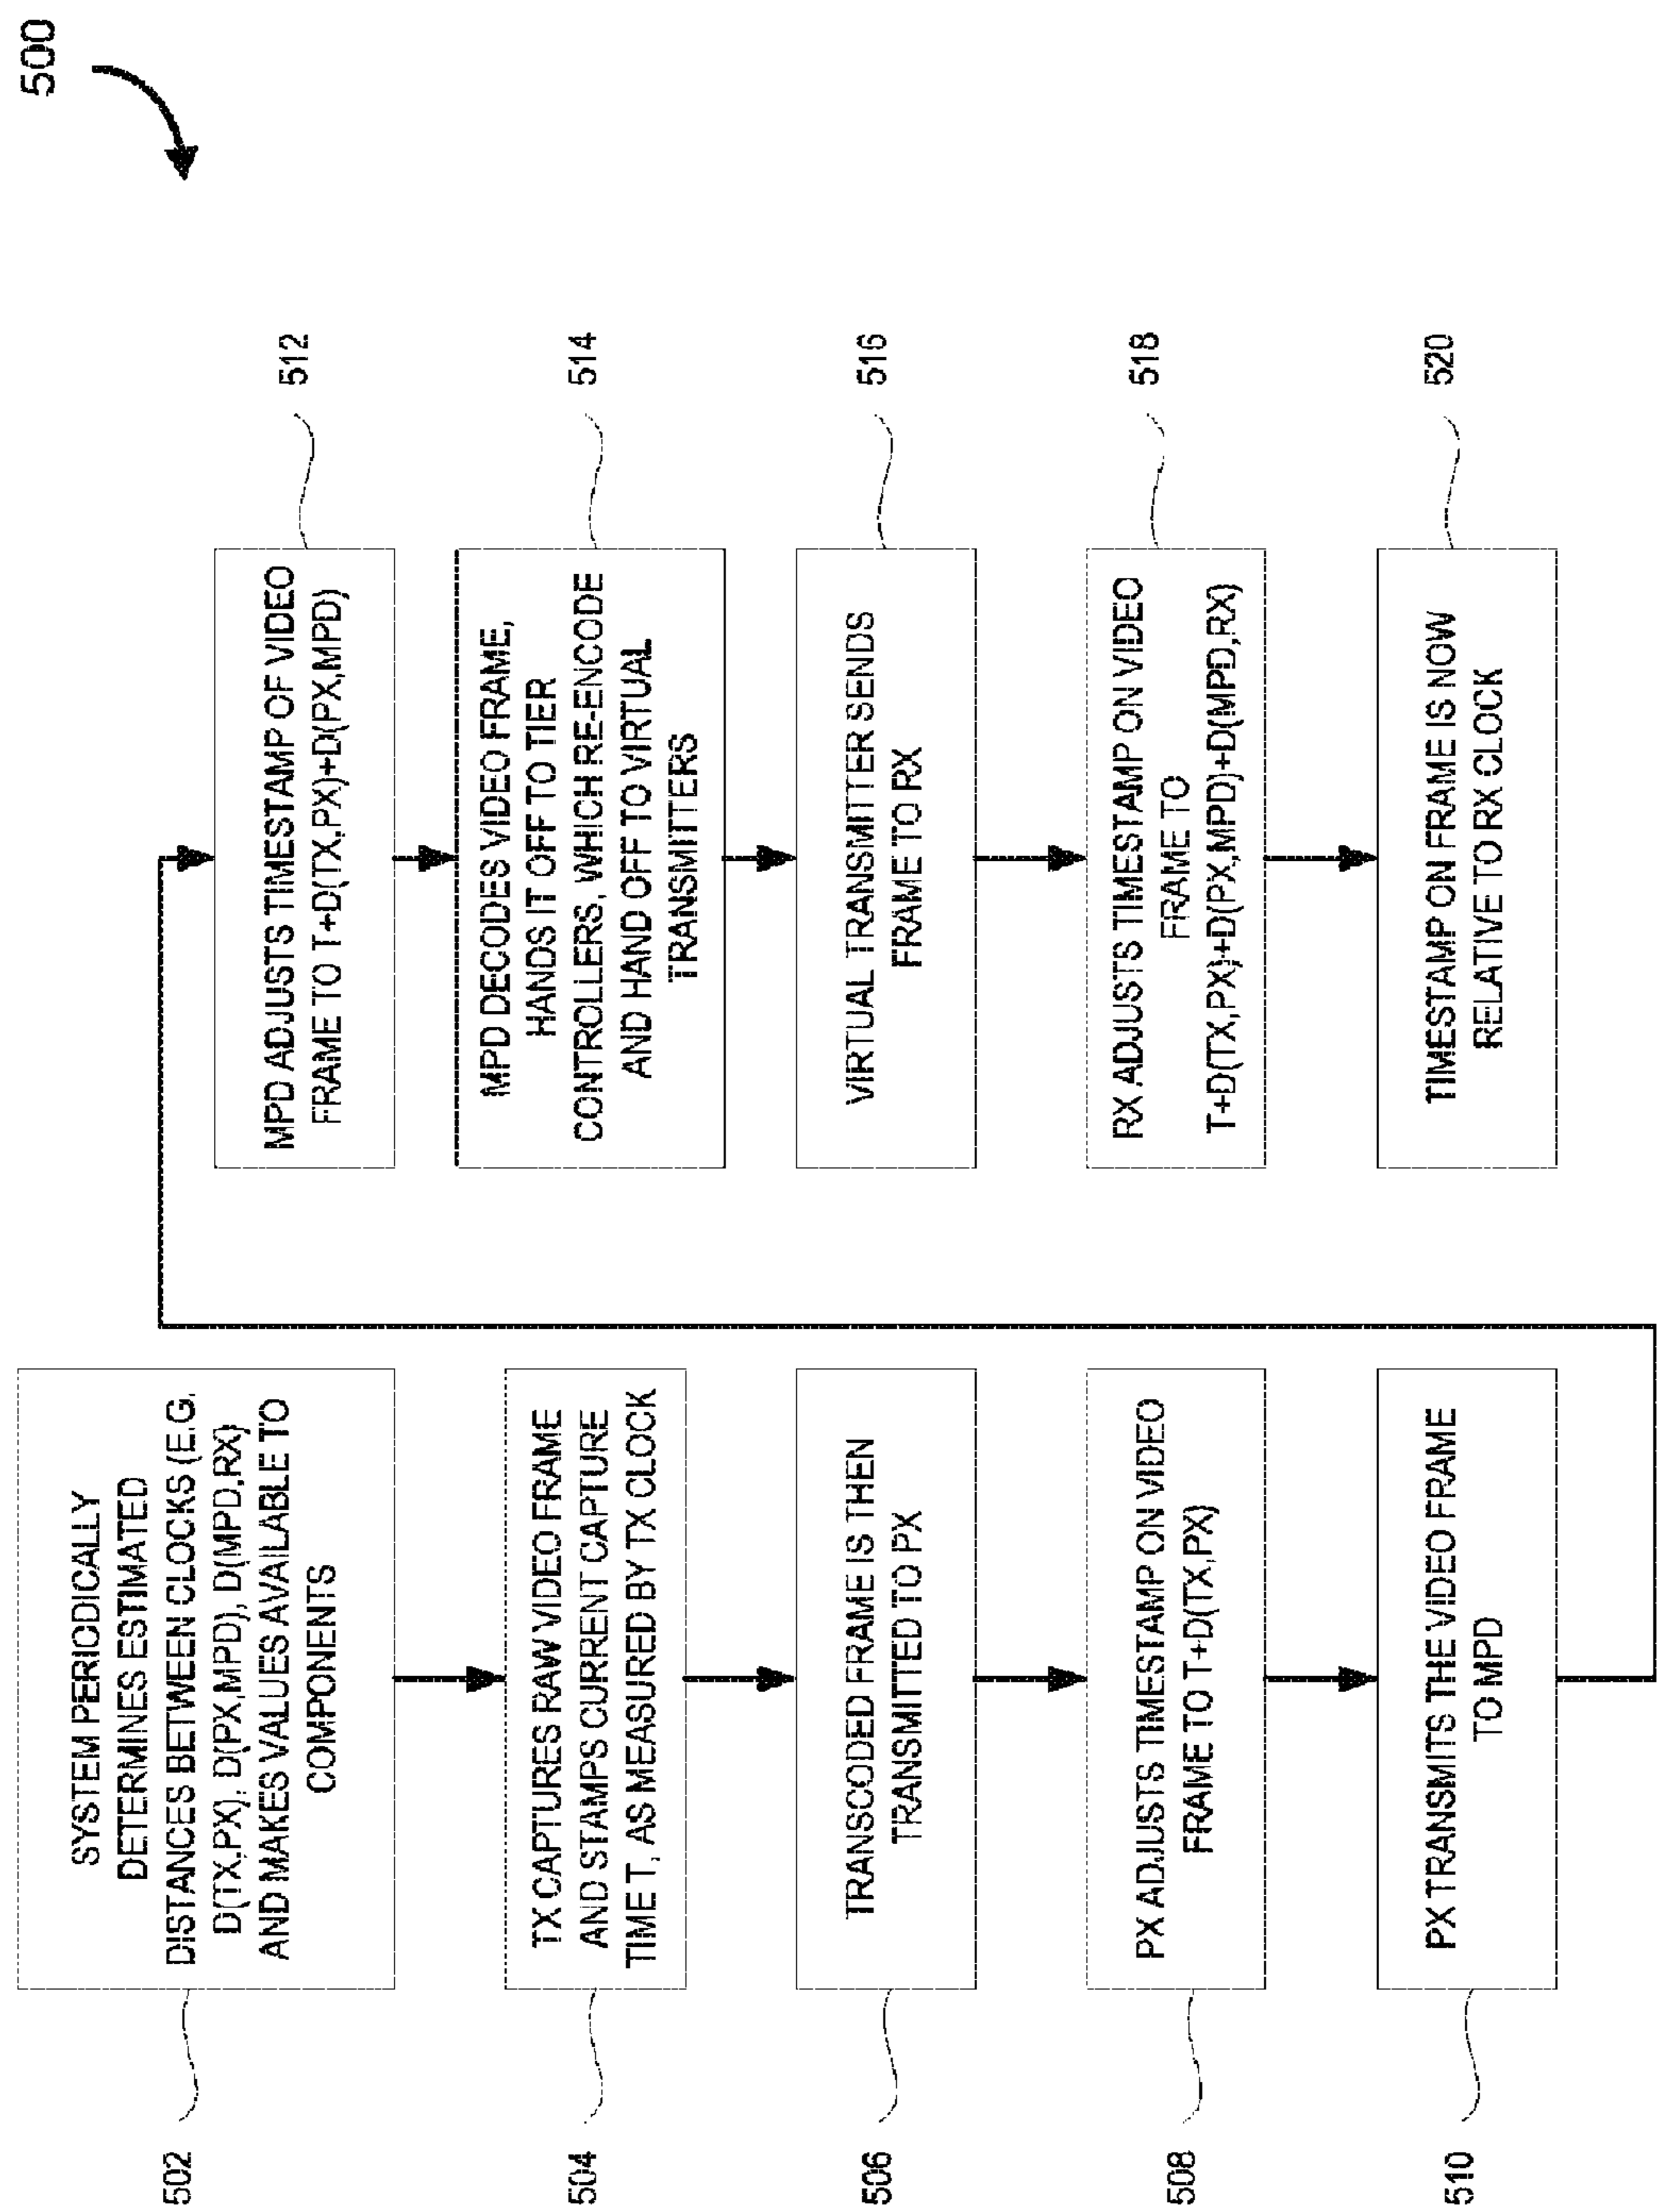 500
502
SYSTEM PERIODICALLY
DETERMINES ESTIMATED
DISTANCES BETWEEN CLOCKS (E.G.
D(TX,PX), D(PX,MPD), D(MPD,RX)
AND MAKES VALUES AVAILABLE TO
COMPONENTS
504
TX CAPTURES RAW VIDEO FRAME
AND STAMPS CURRENT CAPTURE
TIME T, AS MEASURED BY TX CLOCK
506
TRANSCODED FRAME IS THEN
TRANSMITTED TO PX
508
PX ADJUSTS TIMESTAMP ON VIDEO
FRAME TO T+D(TX,PX)
510
PX TRANSMITS THE VIDEO FRAME
TO MPD
512
MPD ADJUSTS TIMESTAMP OF VIDEO
FRAME TO T+D(TX,PX)+D(PX,MPD)
514
MPD DECODES VIDEO FRAME,
HANDS IT OFF TO TIER
CONTROLLERS, WHICH RE-ENCODE
AND HAND OFF TO VIRTUAL
TRANSMITTERS
516
VIRTUAL TRANSMITTER SENDS
FRAME TO RX
518
RX ADJUSTS TIMESTAMP ON VIDEO
FRAME TO
T+D(TX,PX)+D(PX,MPD)+D(MPD,RX)
520
TIMESTAMP ON FRAME IS NOW
RELATIVE TO RX CLOCK